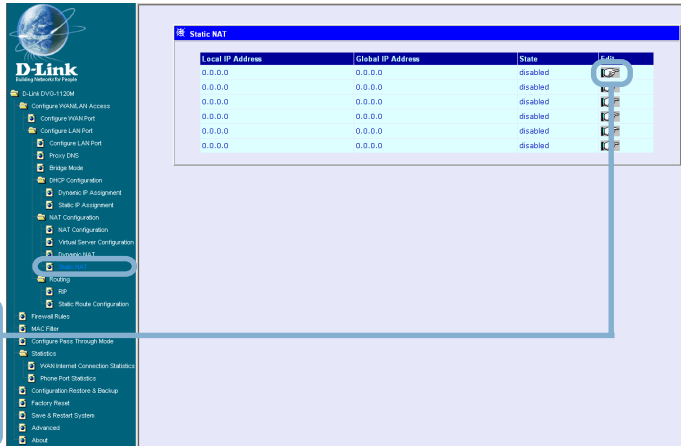 D-Link
Building Networks for People
D-Link DVG-1120M
Configure WAN/LAN Access
Configure WAN Port
Configure LAN Port
Configure LAN Port
Proxy DNS
Bridge Mode
DHCP Configuration
Dynamic IP Assignment
Static IP Assignment
NAT Configuration
NAT Configuration
Virtual Server Configuration
Dynamic NAT
Static NAT
Routing
RIP
Static Route Configuration
Firewall Rules
MAC Filter
Configure Pass Through Mode
Statistics
WAN Internet Connection Statistics
Phone Port Statistics
Configuration Restore & Backup
Factory Reset
Save & Restart System
Advanced
About
Static NAT
Local IP Address Global IP Address State Edit
0.0.0.0 0.0.0.0 disabled
0.0.0.0 0.0.0.0 disabled
0.0.0.0 0.0.0.0 disabled
0.0.0.0 0.0.0.0 disabled
0.0.0.0 0.0.0.0 disabled
0.0.0.0 0.0.0.0 disabled